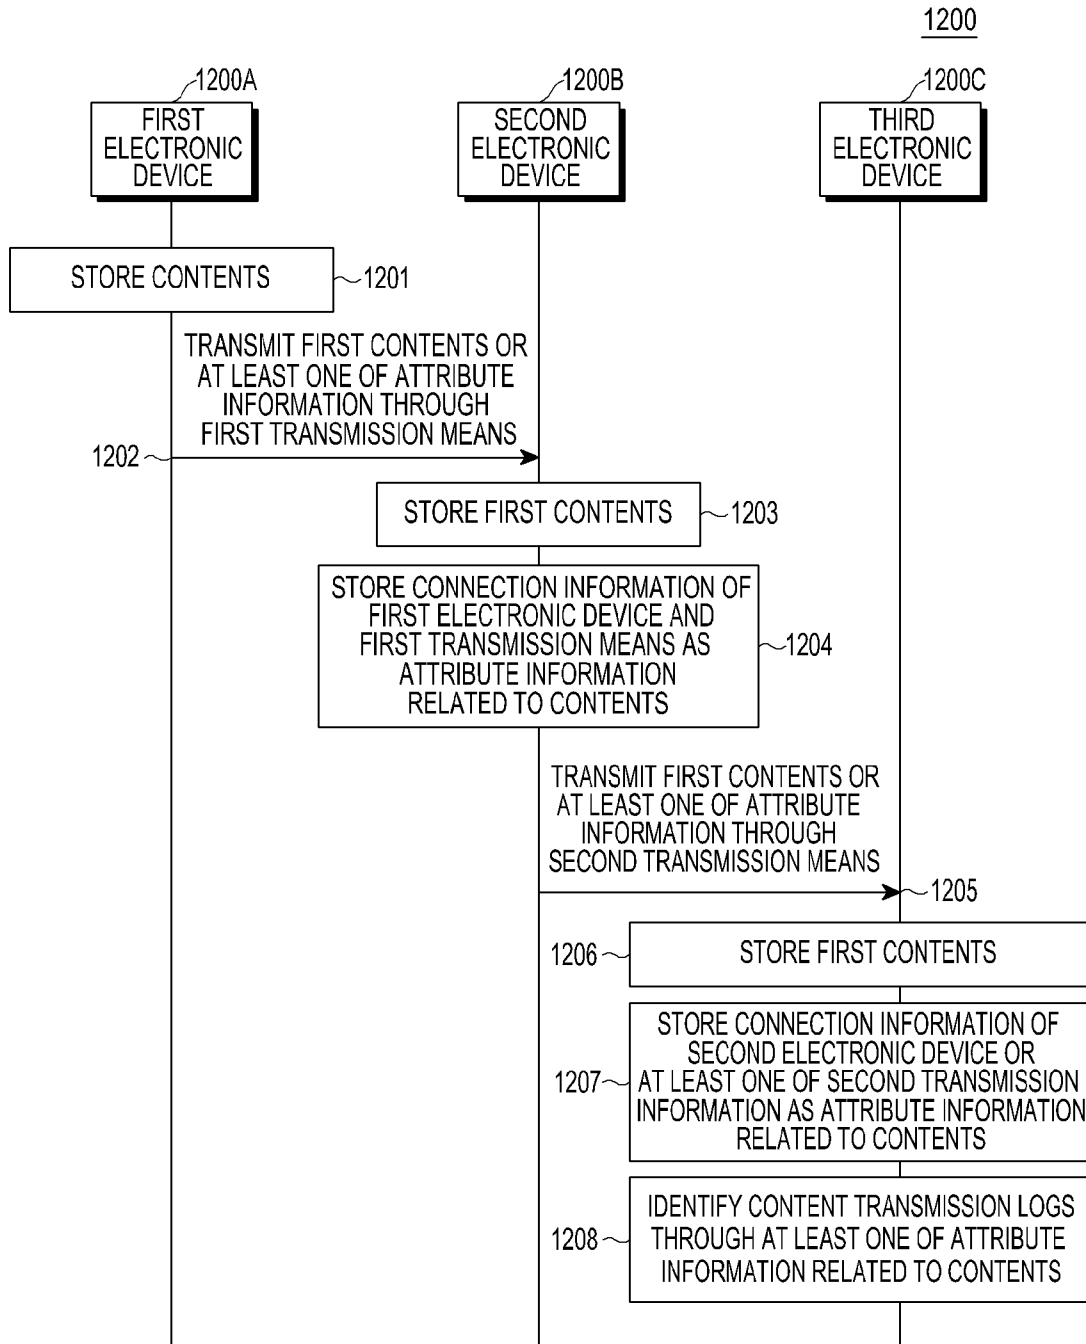 1200
1200A
1200B
1200C
FIRST
ELECTRONIC
DEVICE
SECOND
ELECTRONIC
DEVICE
THIRD
ELECTRONIC
DEVICE
STORE CONTENTS
1201
TRANSMIT FIRST CONTENTS OR
AT LEAST ONE OF ATTRIBUTE
INFORMATION THROUGH
FIRST TRANSMISSION MEANS
1202
STORE FIRST CONTENTS
1203
STORE CONNECTION INFORMATION OF
FIRST ELECTRONIC DEVICE AND
FIRST TRANSMISSION MEANS AS
ATTRIBUTE INFORMATION
RELATED TO CONTENTS
1204
TRANSMIT FIRST CONTENTS OR
AT LEAST ONE OF ATTRIBUTE
INFORMATION THROUGH
SECOND TRANSMISSION MEANS
1205
1206
STORE FIRST CONTENTS
1207
STORE CONNECTION INFORMATION OF
SECOND ELECTRONIC DEVICE OR
AT LEAST ONE OF SECOND TRANSMISSION
INFORMATION AS ATTRIBUTE INFORMATION
RELATED TO CONTENTS
1208
IDENTIFY CONTENT TRANSMISSION LOGS
THROUGH AT LEAST ONE OF ATTRIBUTE
INFORMATION RELATED TO CONTENTS